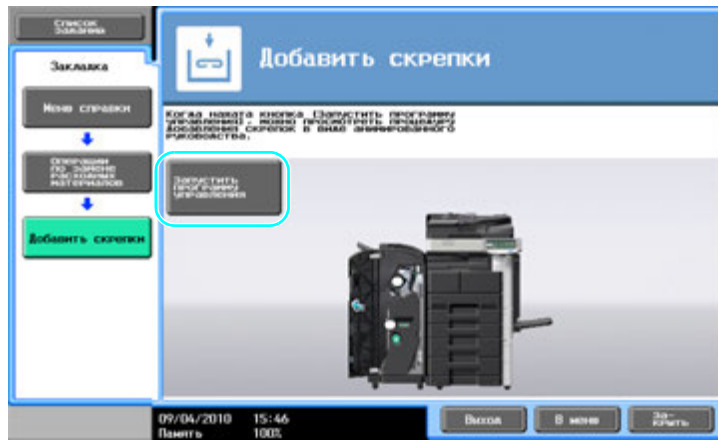 Список
Заданий
Закладка
Меню справки
Операции
по замене
расходных
материалов
Добавить скрепки
Добавить скрепки
Когда нажата кнопка [Запустить программу
управления], можно просмотреть процедуру
добавления скрепок в виде анимированного
руководства.
Запустить
программу
управления
09/04/2010 15:46
Память 100%
Выход
В меню
За-
крыть